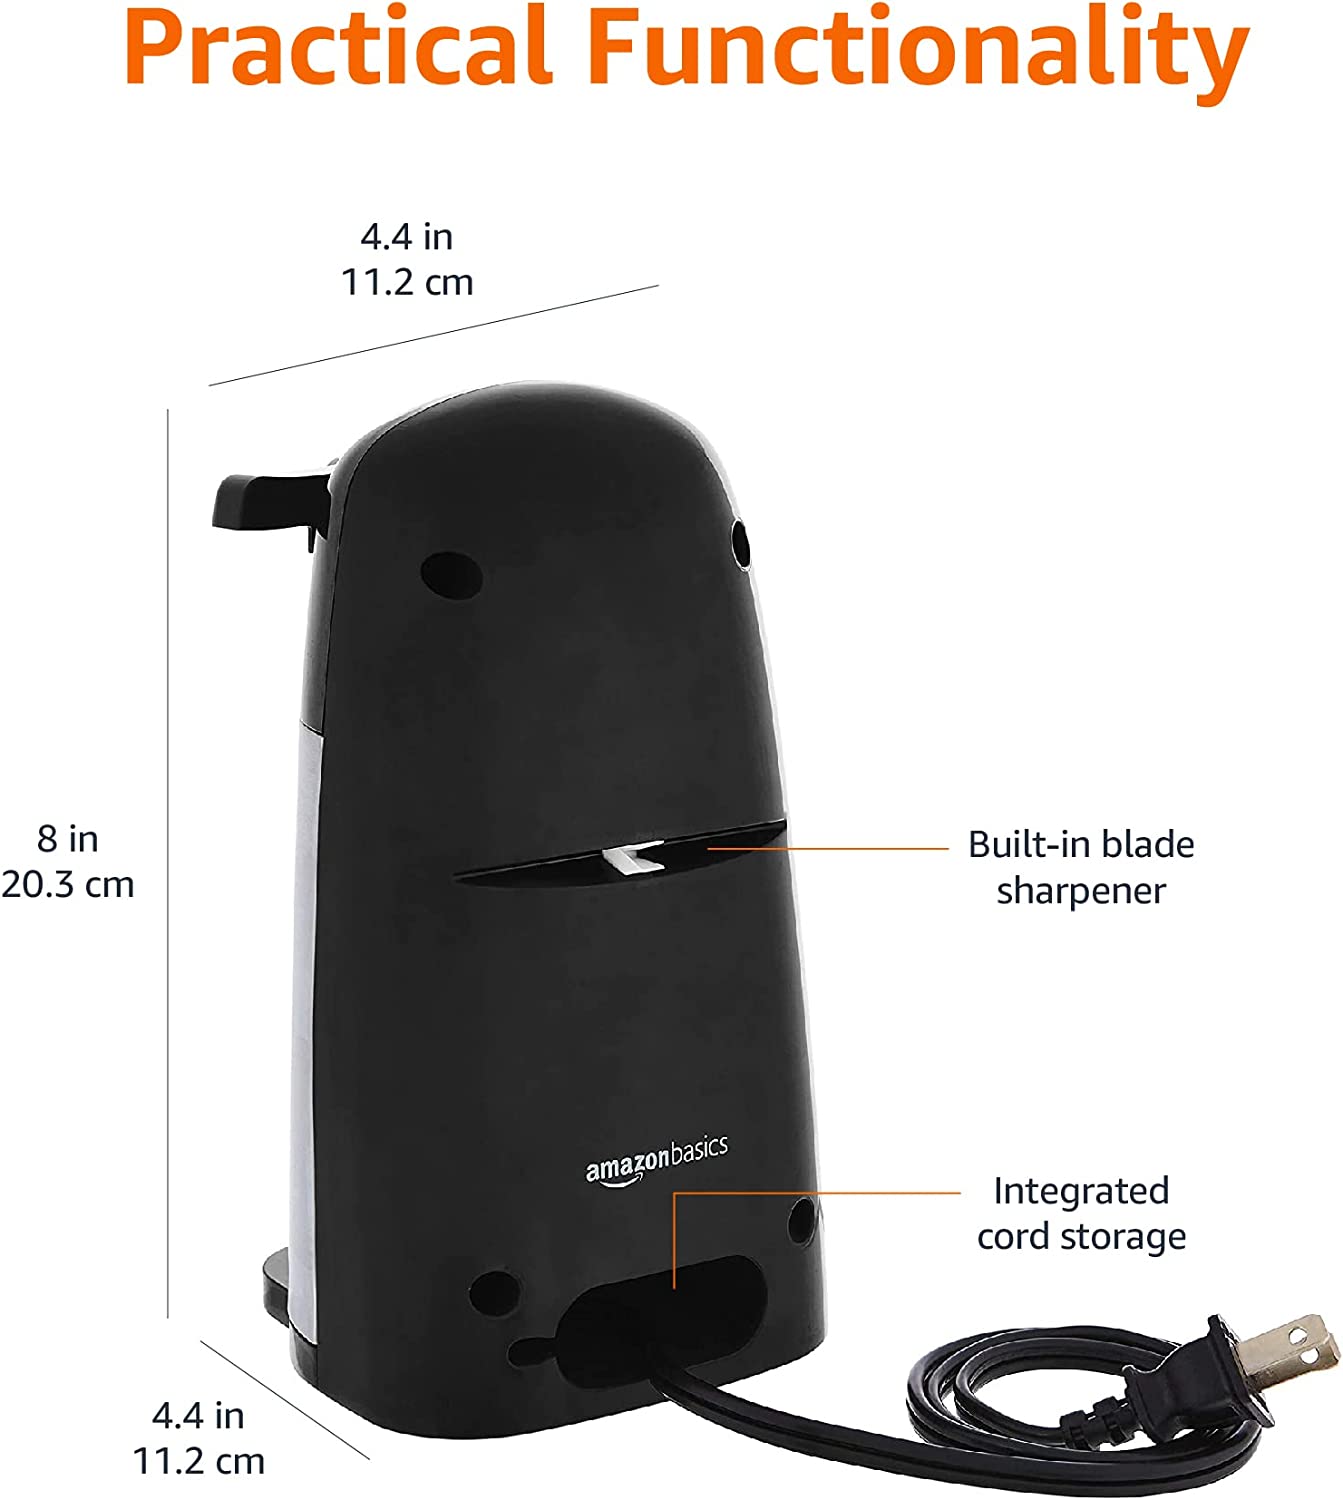 Practical Functionality
4.4 in
11.2 cm
8 in
20.3 cm
Built-in blade
sharpener
amazonbasics
Integrated
cord storage
4.4 in
11.2 cm